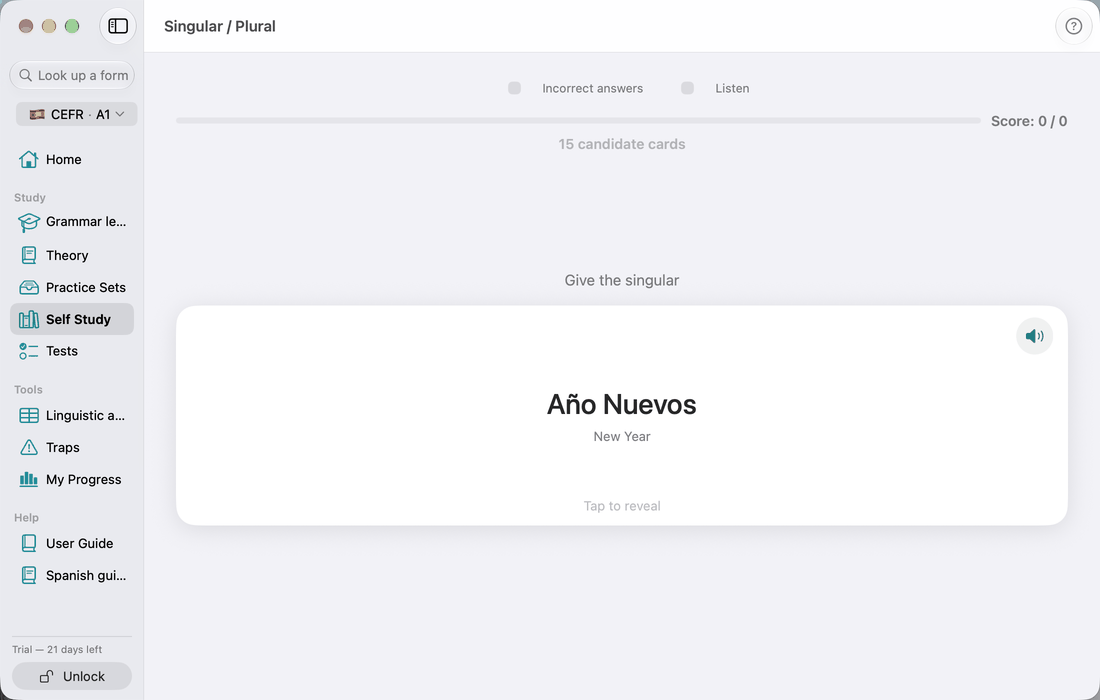 Singular / Plural
Look up a form
CEFR · A1
Home
Study
Grammar le...
Theory
Practice Sets
Self Study
Tests
Tools
Linguistic a...
Traps
My Progress
Help
User Guide
Spanish gui...
Trial — 21 days left
Unlock
Incorrect answers
Listen
Score: 0 / 0
15 candidate cards
Give the singular
Año Nuevos
New Year
Tap to reveal